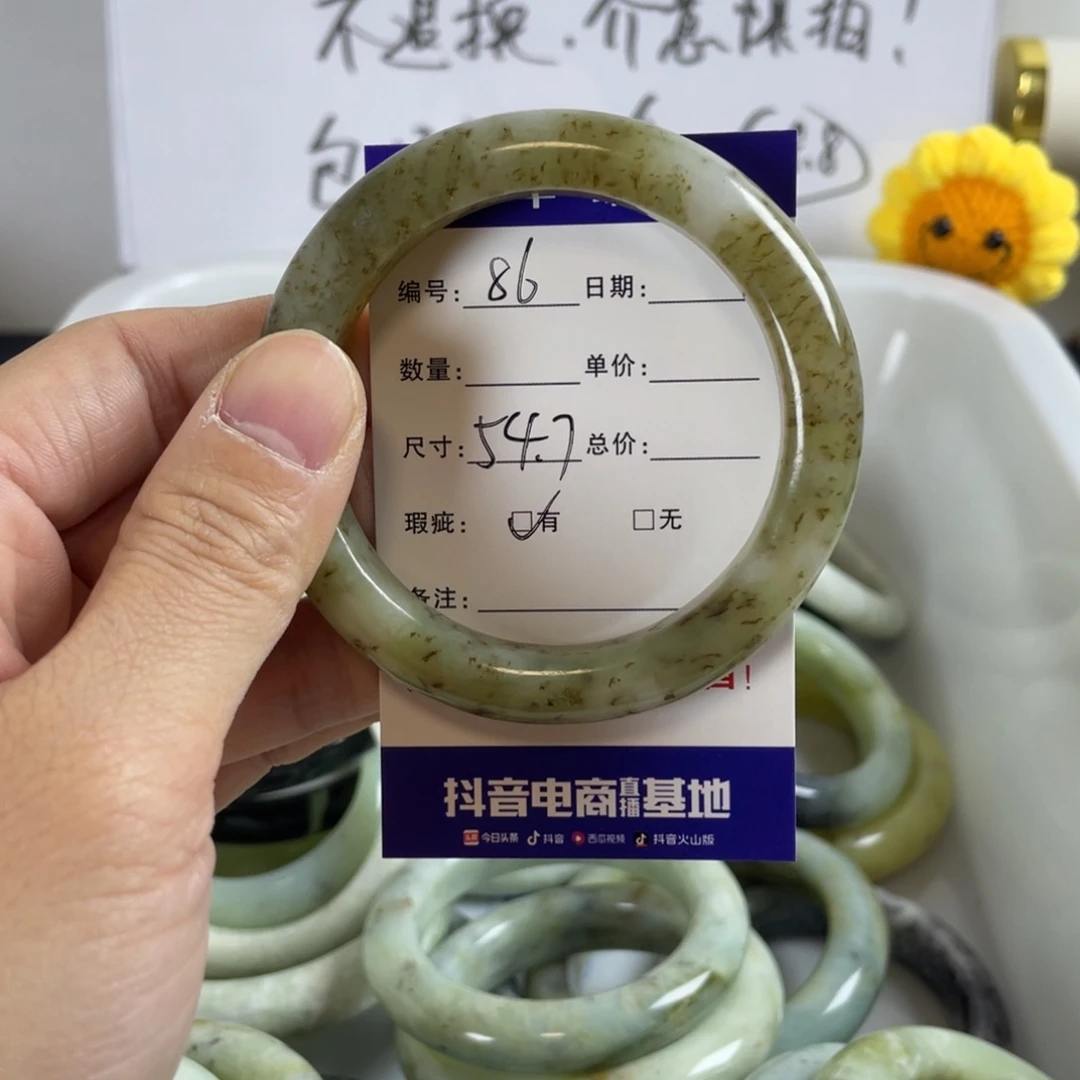 不退换.介意慎拍!
包
编号: 86 日期:
数量: 单价:
尺寸: 54.7 总价:
瑕疵: ☑有 □无
备注:
!
抖音电商直播基地
今日头条 抖音 西瓜视频 抖音火山版